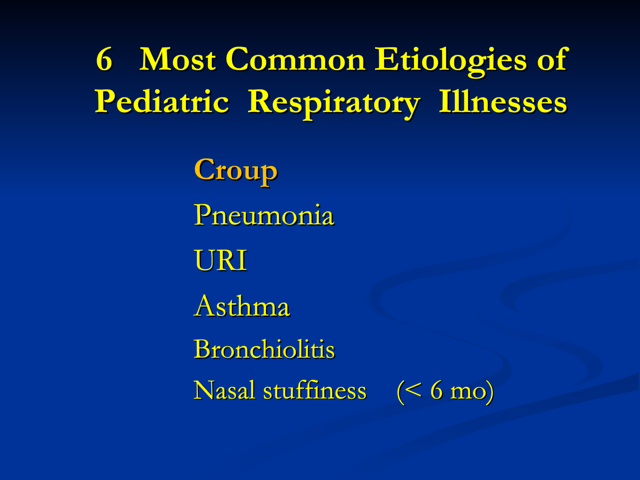 6 Most Common Etiologies of
Pediatric Respiratory Illnesses
Croup
Pneumonia
URI
Asthma
Bronchiolitis
Nasal stuffiness (< 6 mo)